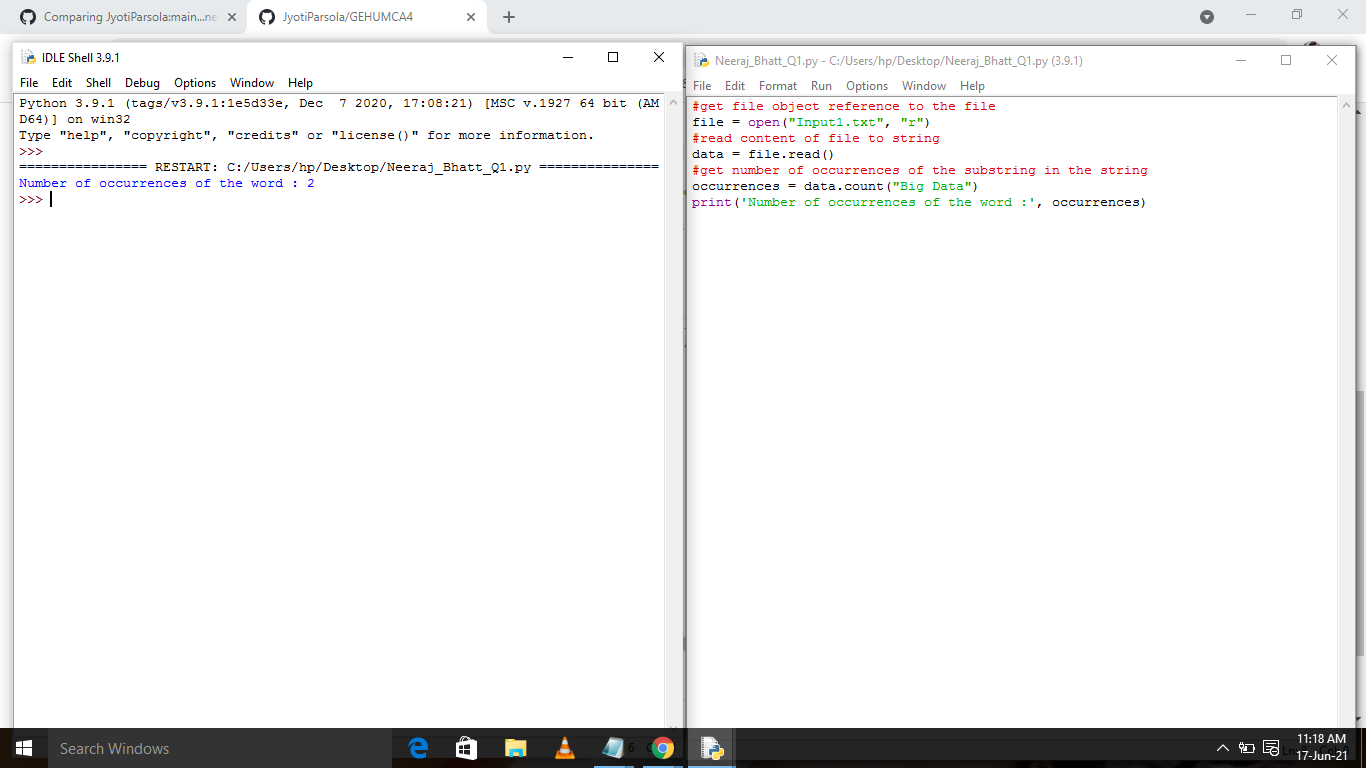 Comparing JyotiParsola:main...ne
JyotiParsola/GEHUMCA4
IDLE Shell 3.9.1
File Edit Shell Debug Options Window Help
Python 3.9.1 (tags/v3.9.1:1e5d33e, Dec  7 2020, 17:08:21) [MSC v.1927 64 bit (AM
D64)] on win32
Type "help", "copyright", "credits" or "license()" for more information.
>>>
================ RESTART: C:/Users/hp/Desktop/Neeraj_Bhatt_Q1.py ===============
Number of occurrences of the word : 2
>>>
Neeraj_Bhatt_Q1.py - C:/Users/hp/Desktop/Neeraj_Bhatt_Q1.py (3.9.1)
File Edit Format Run Options Window Help
#get file object reference to the file
file = open("Input1.txt", "r")
#read content of file to string
data = file.read()
#get number of occurrences of the substring in the string
occurrences = data.count("Big Data")
print('Number of occurrences of the word :', occurrences)
Search Windows
11:18 AM
17-Jun-21